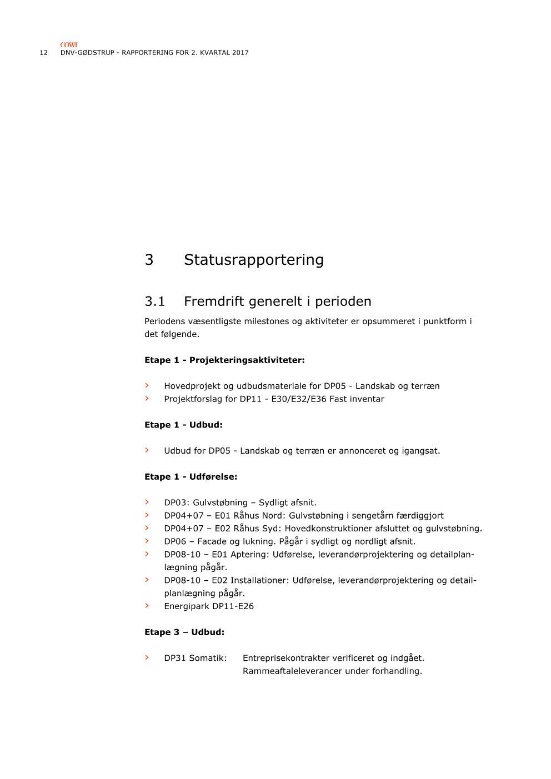 COWI
12 DNV-GØDSTRUP - RAPPORTERING FOR 2. KVARTAL 2017
3 Statusrapportering
3.1 Fremdrift generelt i perioden
Periodens væsentligste milestones og aktiviteter er opsummeret i punktform i
det følgende.
Etape 1 - Projekteringsaktiviteter:
› Hovedprojekt og udbudsmateriale for DP05 - Landskab og terræn
› Projektforslag for DP11 - E30/E32/E36 Fast inventar
Etape 1 - Udbud:
› Udbud for DP05 - Landskab og terræn er annonceret og igangsat.
Etape 1 - Udførelse:
› DP03: Gulvstøbning – Sydligt afsnit.
› DP04+07 – E01 Råhus Nord: Gulvstøbning i sengetårn færdiggjort
› DP04+07 – E02 Råhus Syd: Hovedkonstruktioner afsluttet og gulvstøbning.
› DP06 – Facade og lukning. Pågår i sydligt og nordligt afsnit.
› DP08-10 – E01 Aptering: Udførelse, leverandørprojektering og detailplan-
lægning pågår.
› DP08-10 – E02 Installationer: Udførelse, leverandørprojektering og detail-
planlægning pågår.
› Energipark DP11-E26
Etape 3 – Udbud:
› DP31 Somatik: Entreprisekontrakter verificeret og indgået.
Rammeaftaleleverancer under forhandling.